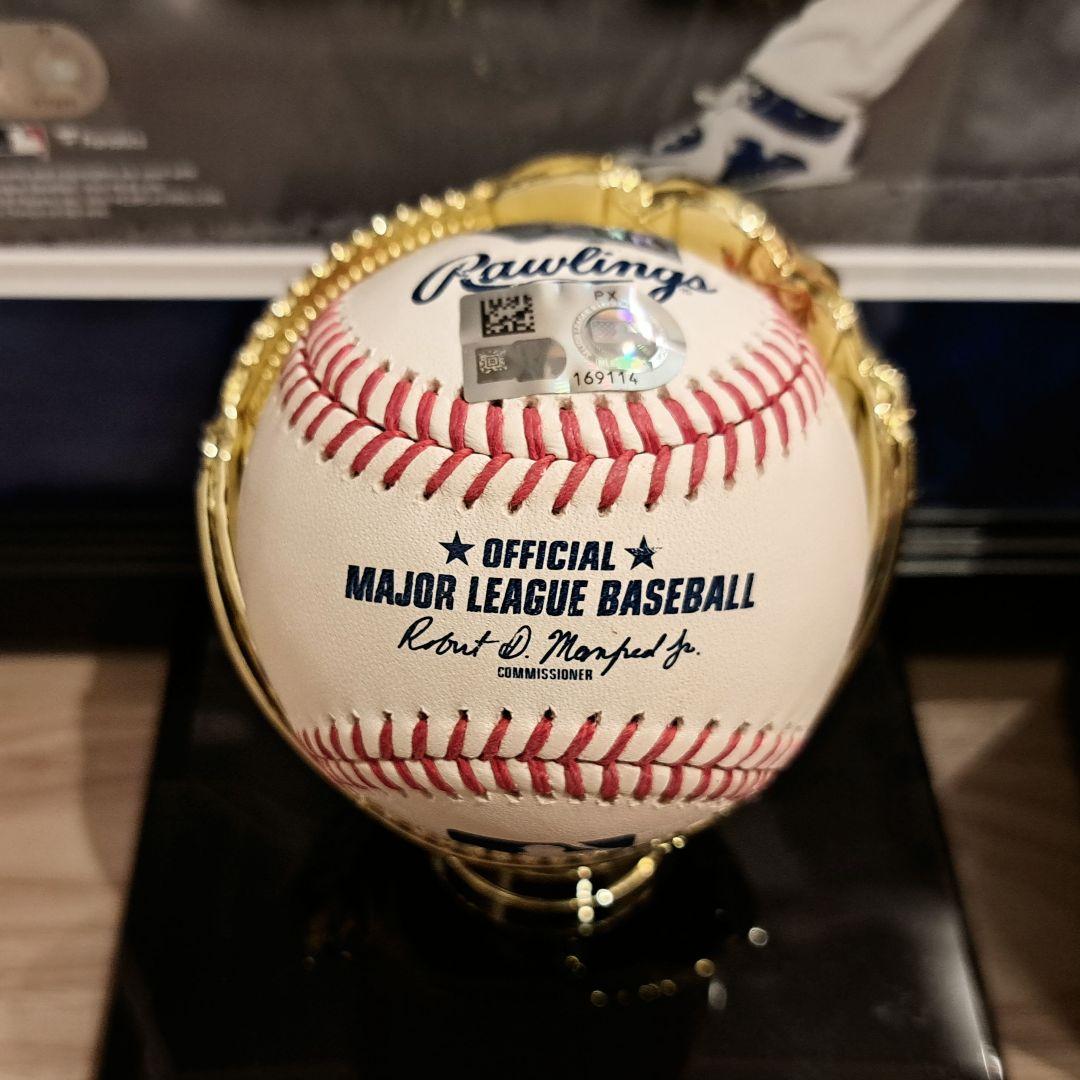 Rawlings
PX
169114
OFFICIAL
MAJOR LEAGUE BASEBALL
Robert D. Manfred Jr.
COMMISSIONER